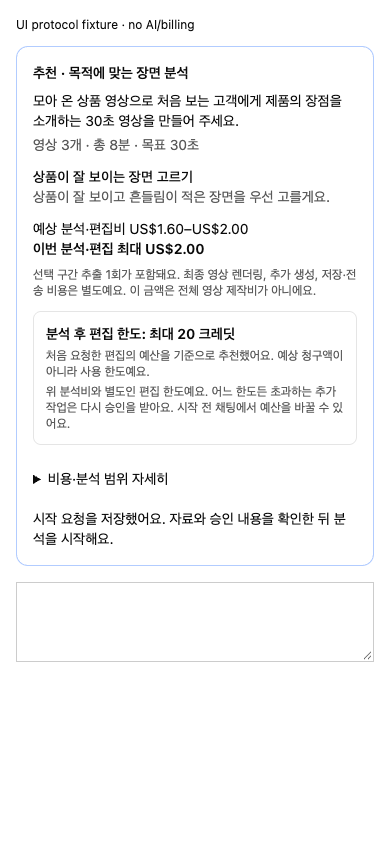 UI protocol fixture · no AI/billing
추천 · 목적에 맞는 장면 분석
모아 온 상품 영상으로 처음 보는 고객에게 제품의 장점을
소개하는 30초 영상을 만들어 주세요.
영상 3개 · 총 8분 · 목표 30초
상품이 잘 보이는 장면 고르기
상품이 잘 보이고 흔들림이 적은 장면을 우선 고를게요.
예상 분석·편집비 US$1.60–US$2.00
이번 분석·편집 최대 US$2.00
선택 구간 추출 1회가 포함돼요. 최종 영상 렌더링, 추가 생성, 저장·전
송 비용은 별도예요. 이 금액은 전체 영상 제작비가 아니에요.
분석 후 편집 한도: 최대 20 크레딧
처음 요청한 편집의 예산을 기준으로 추천했어요. 예상 청구액이
아니라 사용 한도예요.
위 분석비와 별도인 편집 한도예요. 어느 한도든 초과하는 추가
작업은 다시 승인을 받아요. 시작 전 채팅에서 예산을 바꿀 수 있
어요.
▶ 비용·분석 범위 자세히
시작 요청을 저장했어요. 자료와 승인 내용을 확인한 뒤 분
석을 시작해요.